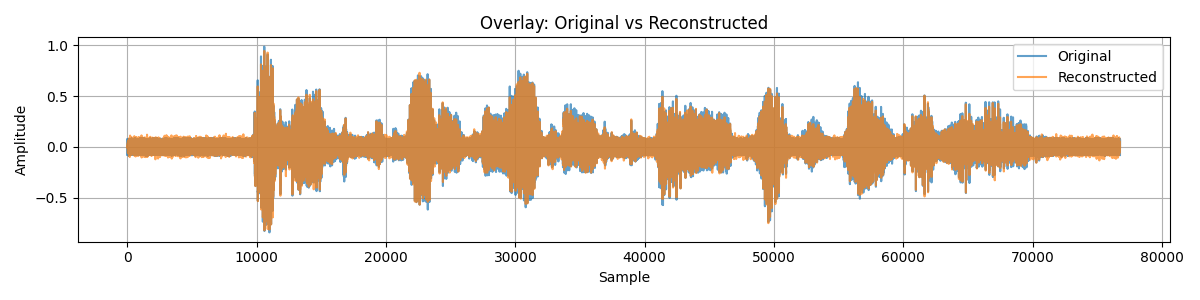 Overlay: Original vs Reconstructed
1.0
0.5
0.0
−0.5
Amplitude
Original
Reconstructed
0 10000 20000 30000 40000 50000 60000 70000 80000
Sample